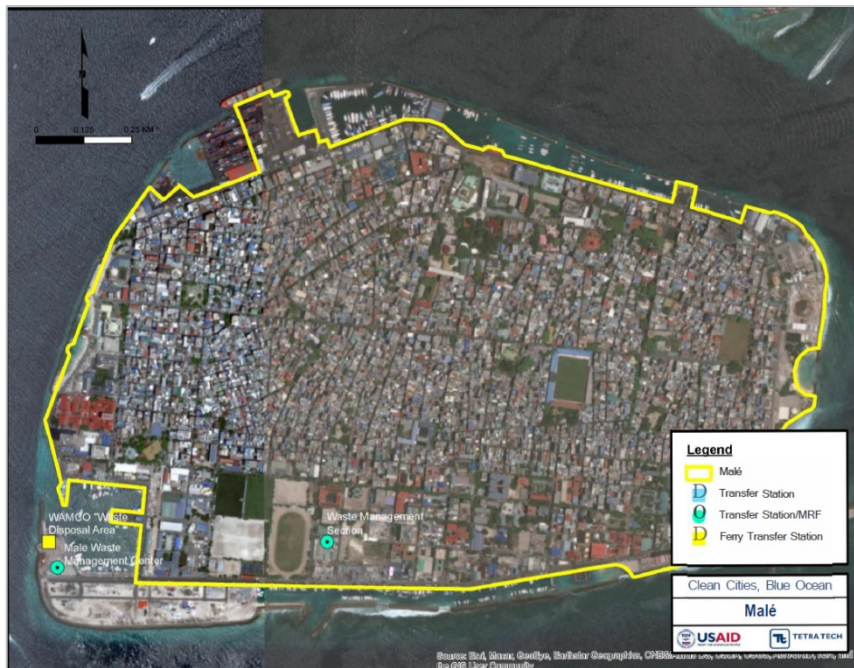 0 0.125 0.25 KM
WAMCO "Waste
Disposal Area"
Male Waste
Management Center
Waste Management
Section
Legend
Malé
D Transfer Station
O Transfer Station/MRF
D Ferry Transfer Station
Clean Cities, Blue Ocean
Malé
USAID
TETRA TECH
Source: Esri, Maxar, GeoEye, Earthstar Geographics,
the GIS User Community